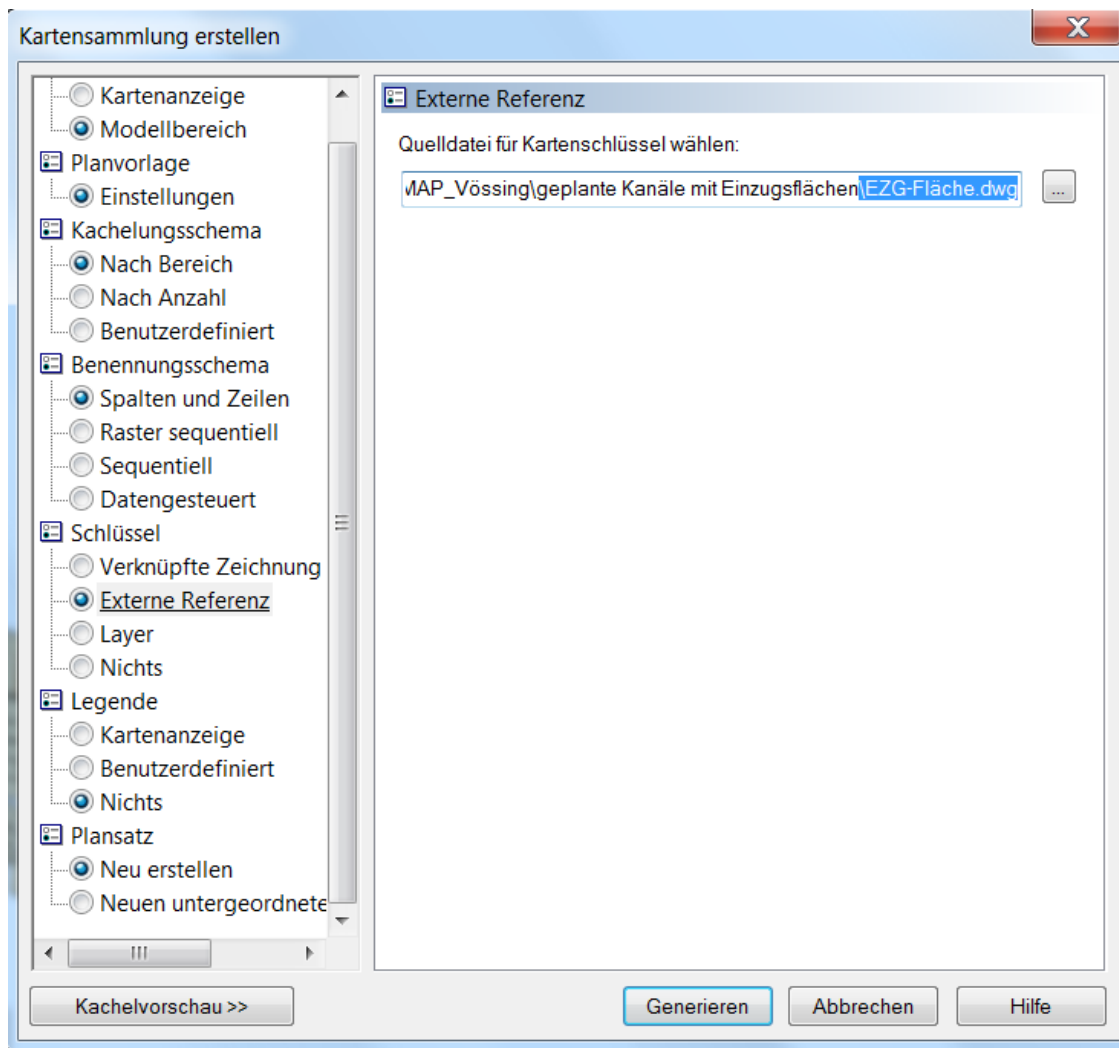 Kartensammlung erstellen
Kartenanzeige
Modellbereich
Planvorlage
Einstellungen
Kachelungsschema
Nach Bereich
Nach Anzahl
Benutzerdefiniert
Benennungsschema
Spalten und Zeilen
Raster sequentiell
Sequentiell
Datengesteuert
Schlüssel
Verknüpfte Zeichnung
Externe Referenz
Layer
Nichts
Legende
Kartenanzeige
Benutzerdefiniert
Nichts
Plansatz
Neu erstellen
Neuen untergeordnete
Externe Referenz
Quelldatei für Kartenschlüssel wählen:
MAP_Vössing\geplante Kanäle mit Einzugsflächen\EZG-Fläche.dwg
...
Kachelvorschau >>
Generieren
Abbrechen
Hilfe